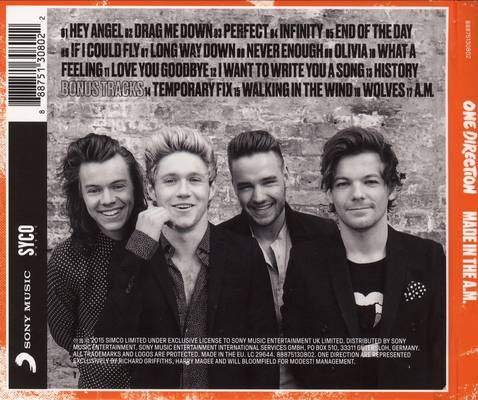 01 HEY ANGEL 02 DRAG ME DOWN 03 PERFECT 04 INFINITY 05 END OF THE DAY
06 IF I COULD FLY 07 LONG WAY DOWN 08 NEVER ENOUGH 09 OLIVIA 10 WHAT A
FEELING 11 LOVE YOU GOODBYE 12 I WANT TO WRITE YOU A SONG 13 HISTORY
BONUS TRACKS 14 TEMPORARY FIX 15 WALKING IN THE WIND 16 WOLVES 17 A.M.
8 88751 30802 2
SYCO
SONY MUSIC
88875130802
ONE DIRECTION MADE IN THE A.M.
2015 SIMCO LIMITED UNDER EXCLUSIVE LICENSE TO SONY MUSIC ENTERTAINMENT UK LIMITED. DISTRIBUTED BY SONY
MUSIC ENTERTAINMENT. SONY MUSIC ENTERTAINMENT INTERNATIONAL SERVICES GMBH, PO BOX 510, 33311 GÜTERSLOH, GERMANY.
ALL TRADEMARKS AND LOGOS ARE PROTECTED. MADE IN THE EU. LC 29644. 88875130802. ONE DIRECTION ARE REPRESENTED
EXCLUSIVELY BY RICHARD GRIFFITHS, HARRY MAGEE AND WILL BLOOMFIELD FOR MODEST! MANAGEMENT.